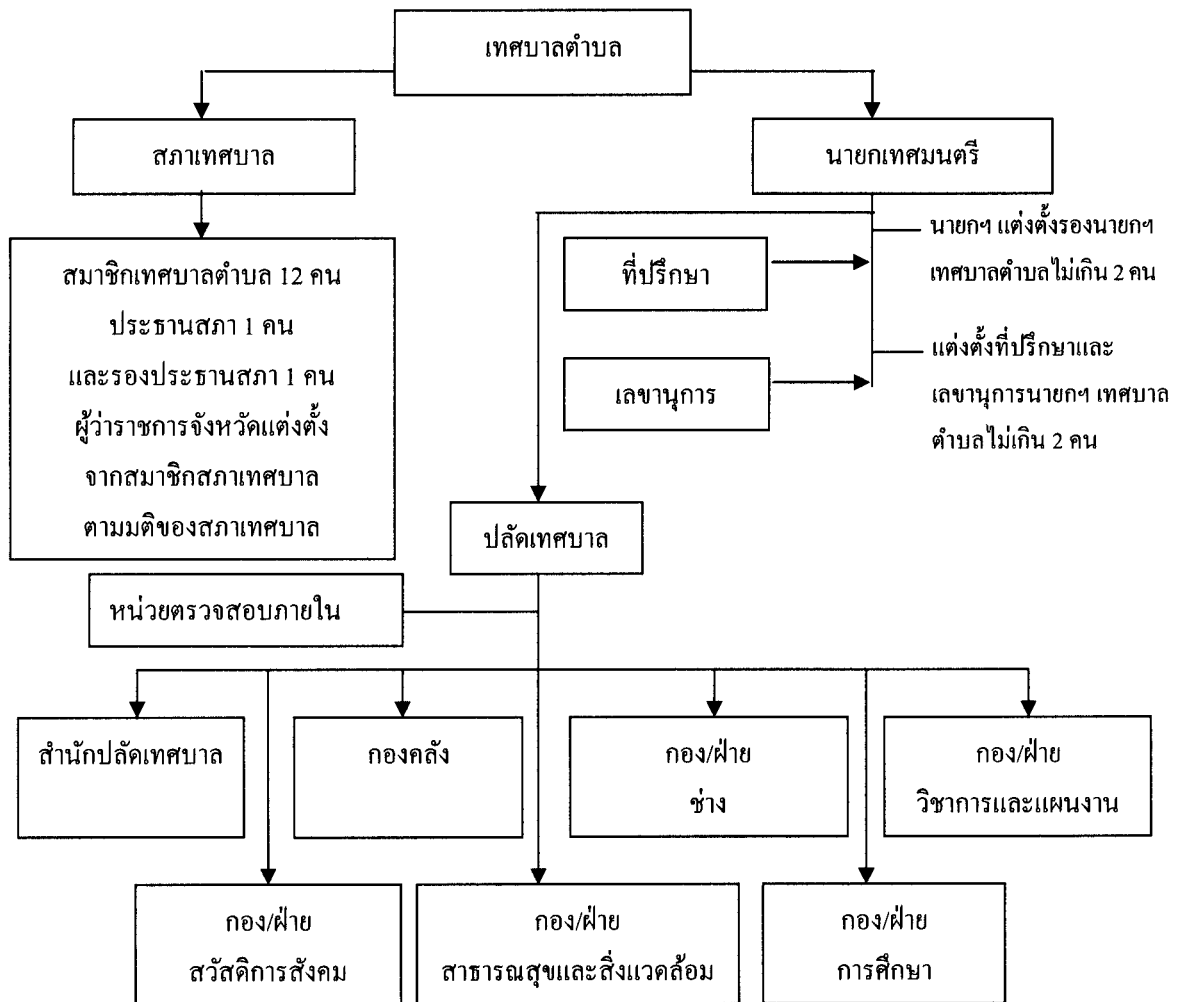 เทศบาลตำบล
สภาเทศบาล
นายกเทศมนตรี
สมาชิกเทศบาลตำบล 12 คน
ประธานสภา 1 คน
และรองประธานสภา 1 คน
ผู้ว่าราชการจังหวัดแต่งตั้ง
จากสมาชิกสภาเทศบาล
ตามมติของสภาเทศบาล
ที่ปรึกษา
นายกฯ แต่งตั้งรองนายกฯ
เทศบาลตำบลไม่เกิน 2 คน
เลขานุการ
แต่งตั้งที่ปรึกษาและ
เลขานุการนายกฯ เทศบาล
ตำบลไม่เกิน 2 คน
ปลัดเทศบาล
หน่วยตรวจสอบภายใน
สำนักปลัดเทศบาล
กองคลัง
กอง/ฝ่าย
ช่าง
กอง/ฝ่าย
วิชาการและแผนงาน
กอง/ฝ่าย
สวัสดิการสังคม
กอง/ฝ่าย
สาธารณสุขและสิ่งแวดล้อม
กอง/ฝ่าย
การศึกษา